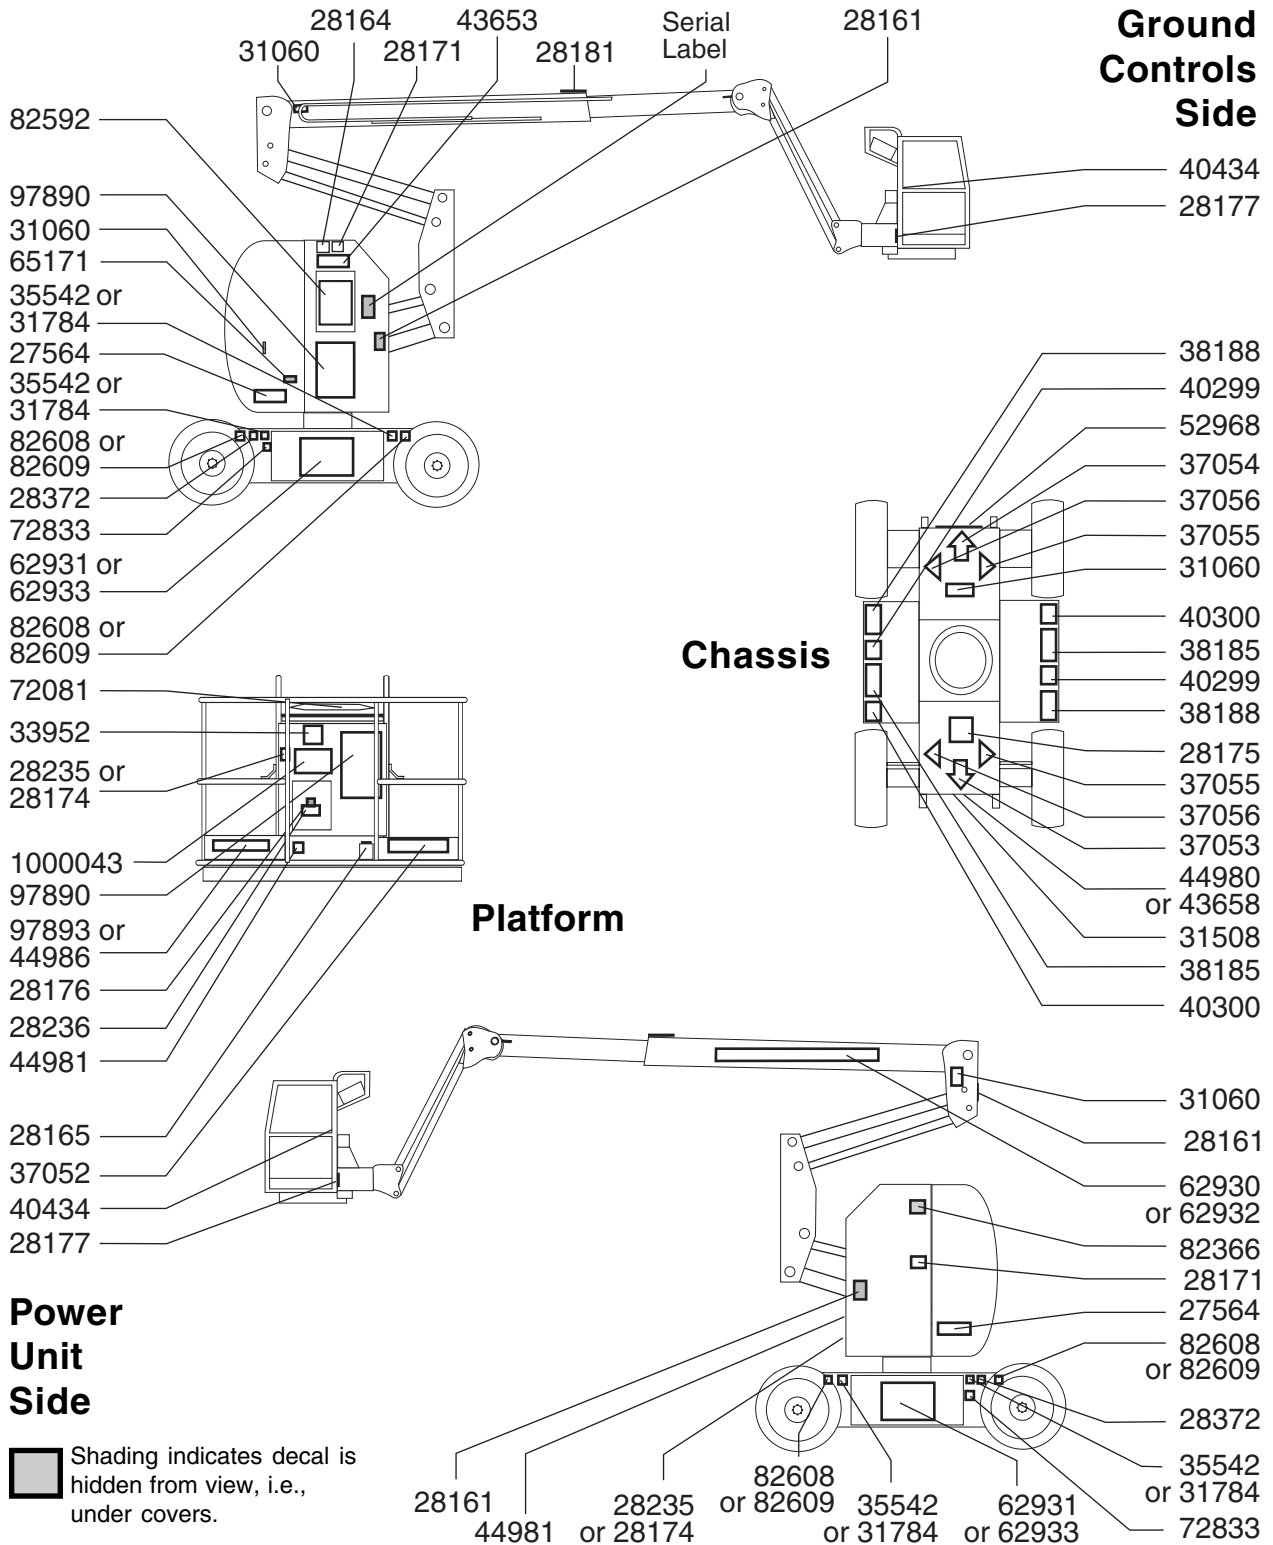 28164
43653
Serial
Label
28161
31060
28171
28181
Ground
Controls
Side
82592
97890
31060
65171
35542 or
31784
27564
35542 or
31784
82608 or
82609
28372
72833
62931 or
62933
82608 or
82609
40434
28177
38188
40299
52968
37054
37056
37055
31060
40300
38185
40299
38188
28175
37055
37056
37053
44980
or 43658
31508
38185
40300
Chassis
72081
33952
28235 or
28174
1000043
97890
97893 or
44986
28176
28236
44981
28165
37052
40434
28177
Platform
31060
28161
62930
or 62932
82366
28171
27564
82608
or 82609
28372
35542
or 31784
72833
Power
Unit
Side
Shading indicates decal is
hidden from view, i.e.,
under covers.
28161
44981
28235
or 28174
82608
or 82609
35542
or 31784
62931
or 62933